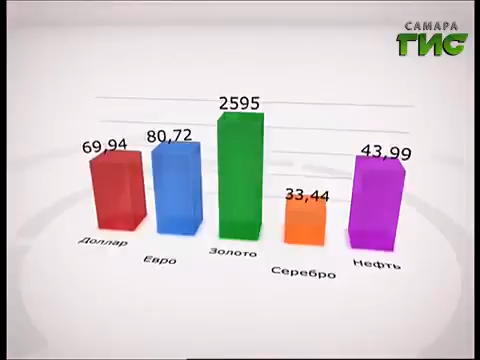 САМАРА
ГИС
2595
69,94
80,72
43,99
33,44
Доллар
Евро
Золото
Серебро
Нефть